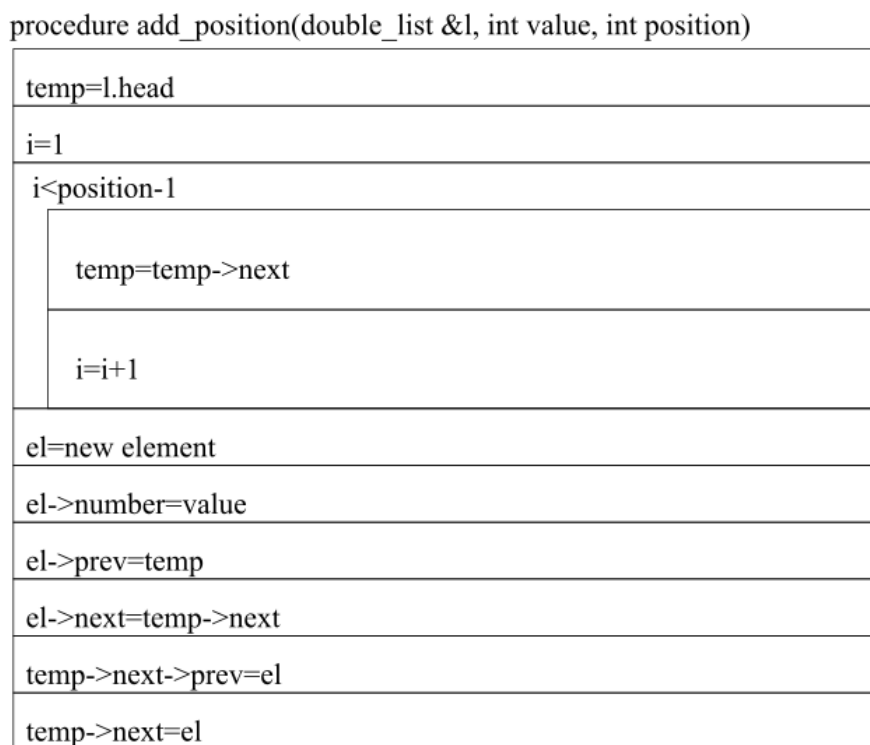 procedure add_position(double_list &l, int value, int position)
temp=l.head
i=1
i<position-1
temp=temp->next
i=i+1
el=new element
el->number=value
el->prev=temp
el->next=temp->next
temp->next->prev=el
temp->next=el